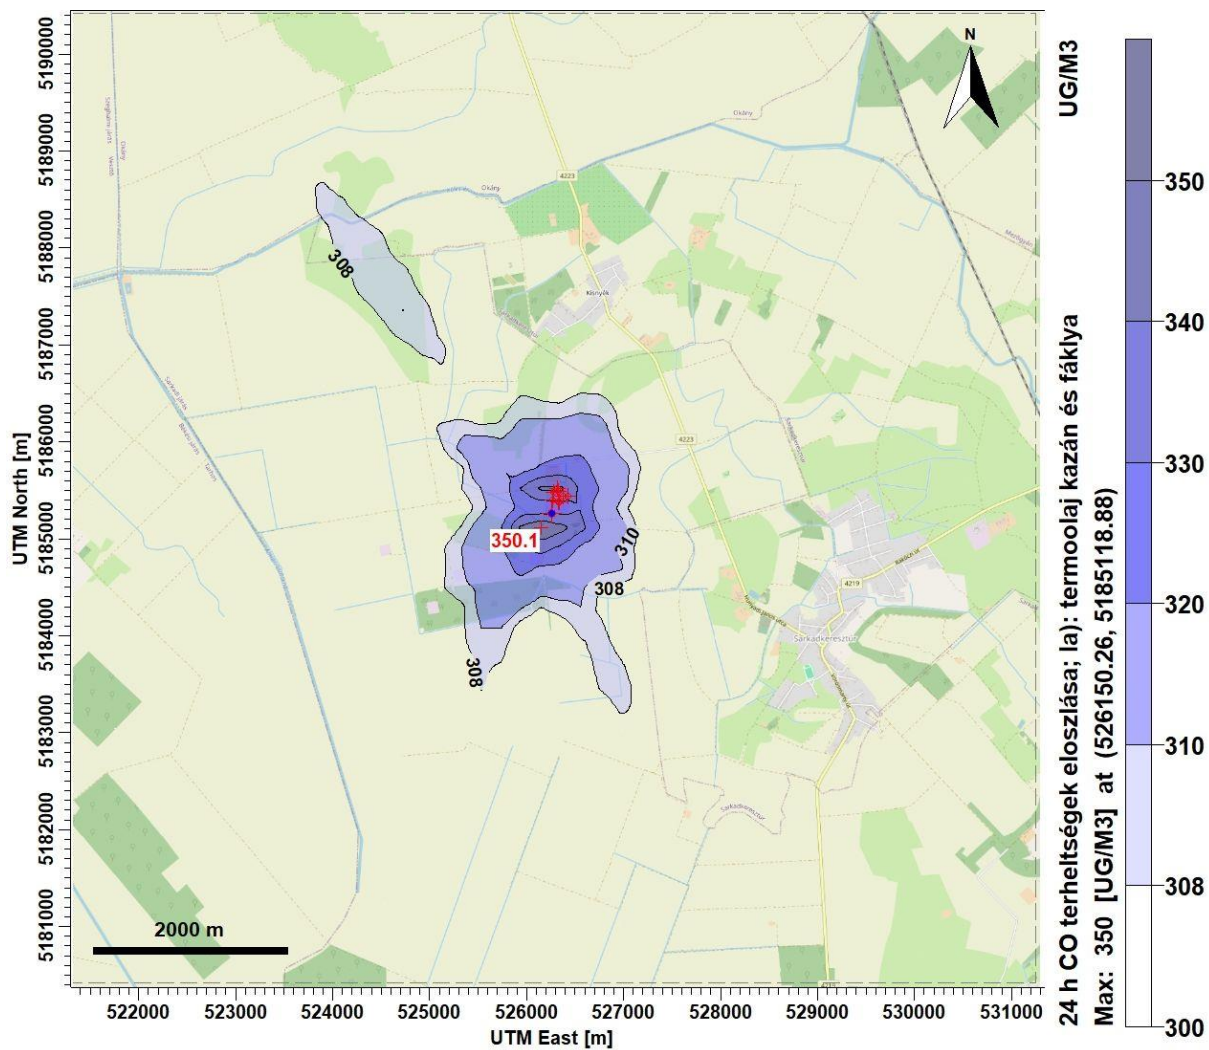 UTM North [m]
5190000
5189000
5188000
5187000
5186000
5185000
5184000
5183000
5182000
5181000
522000
523000
524000
525000
526000
527000
528000
529000
530000
531000
UTM East [m]
2000 m
N
Okány
4223
Okány
308
Kisnyék
4223
Sarkadkeresztúr
350.1
310
308
308
4219
Sarkadkeresztúr
Sarkadkeresztúr
UG/M3
24 h CO terheltségek eloszlása; Ia): termoolaj kazán és fáklya
Max: 350 [UG/M3] at (526150.26, 5185118.88)
350
340
330
320
310
308
300